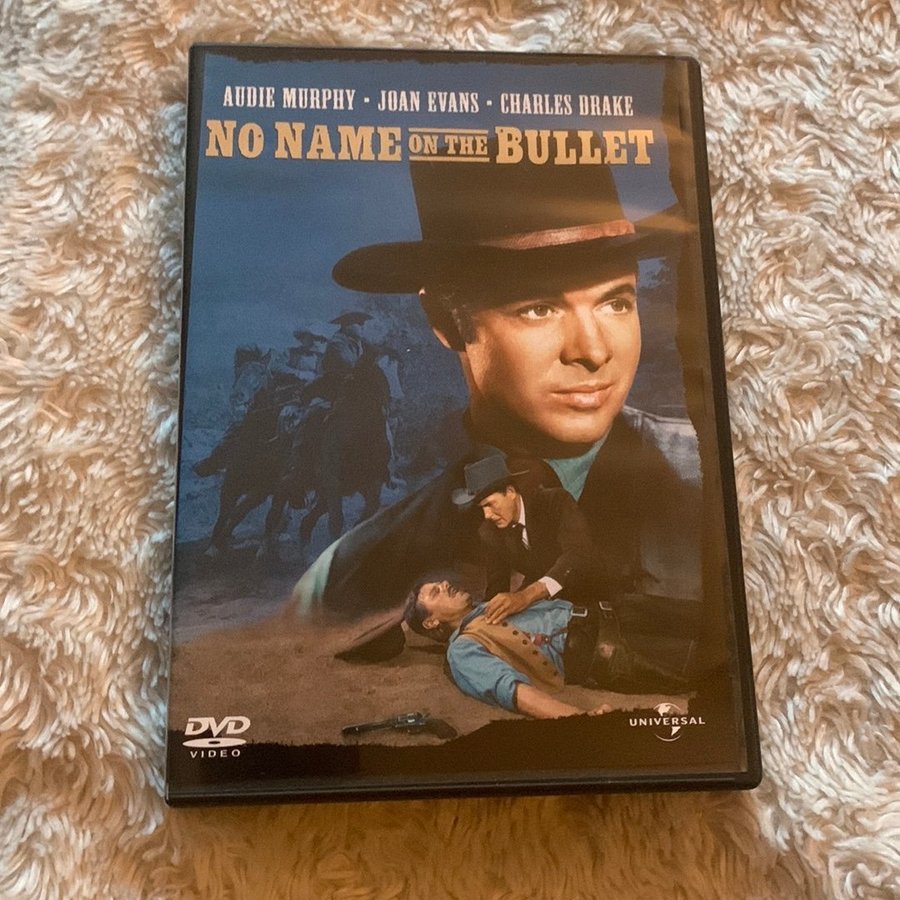 AUDIE MURPHY · JOAN EVANS · CHARLES DRAKE
NO NAME ON THE BULLET
DVD
VIDEO
UNIVERSAL